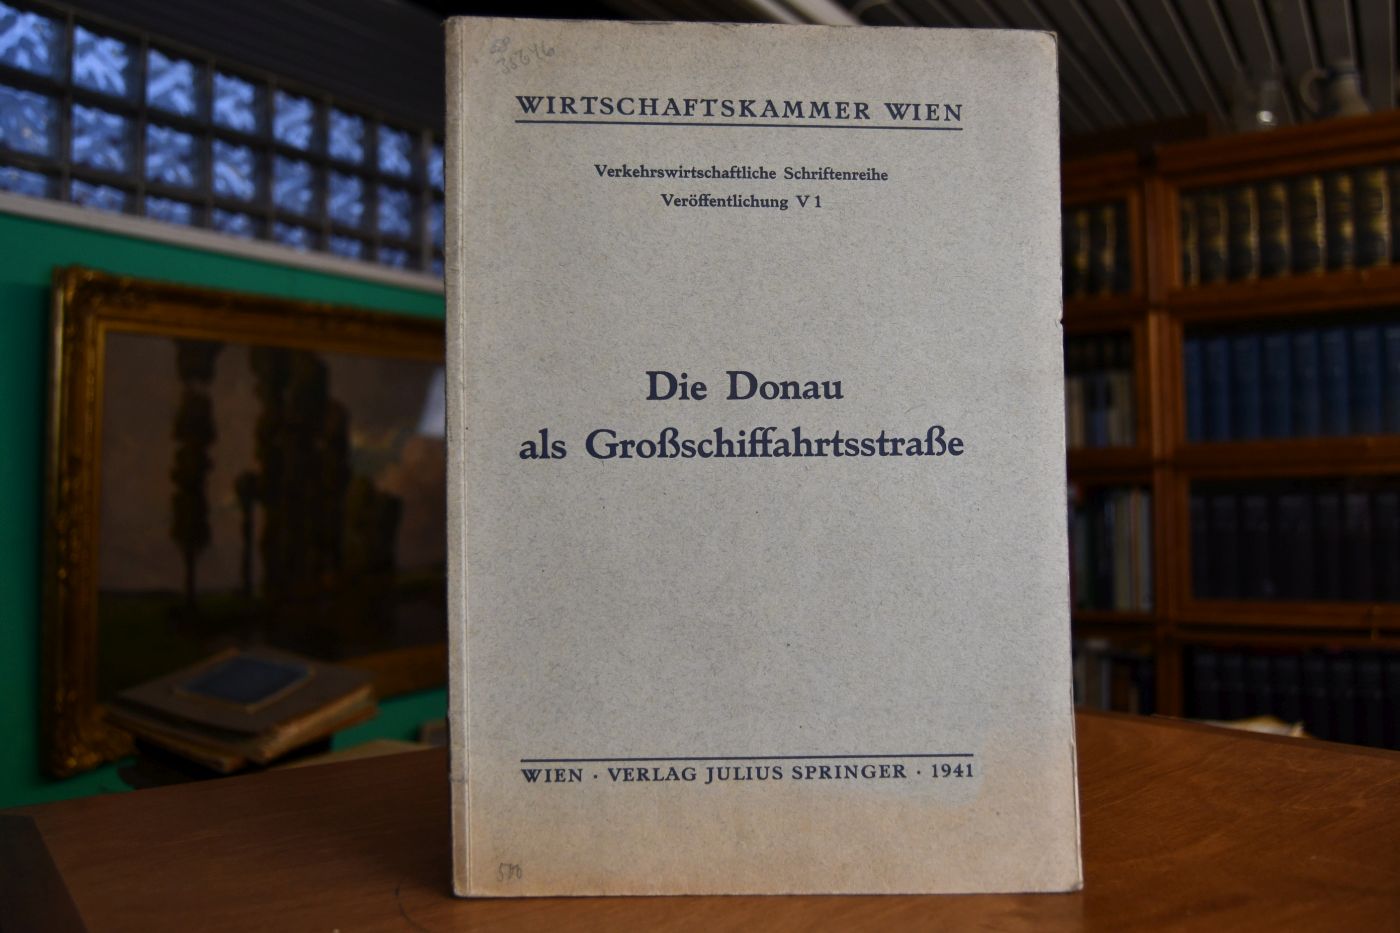 WIRTSCHAFTSKAMMER WIEN
Verkehrswirtschaftliche Schriftenreihe
Veröffentlichung V 1
Die Donau
als Großschiffahrtsstraße
WIEN · VERLAG JULIUS SPRINGER · 1941